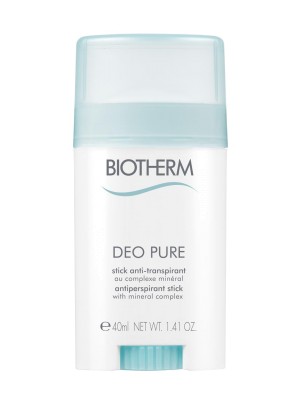 BIOTHERM
DEO PURE
stick anti-transpirant
au complexe minéral
antiperspirant stick
with mineral complex
℮40ml NET WT. 1.41 OZ.